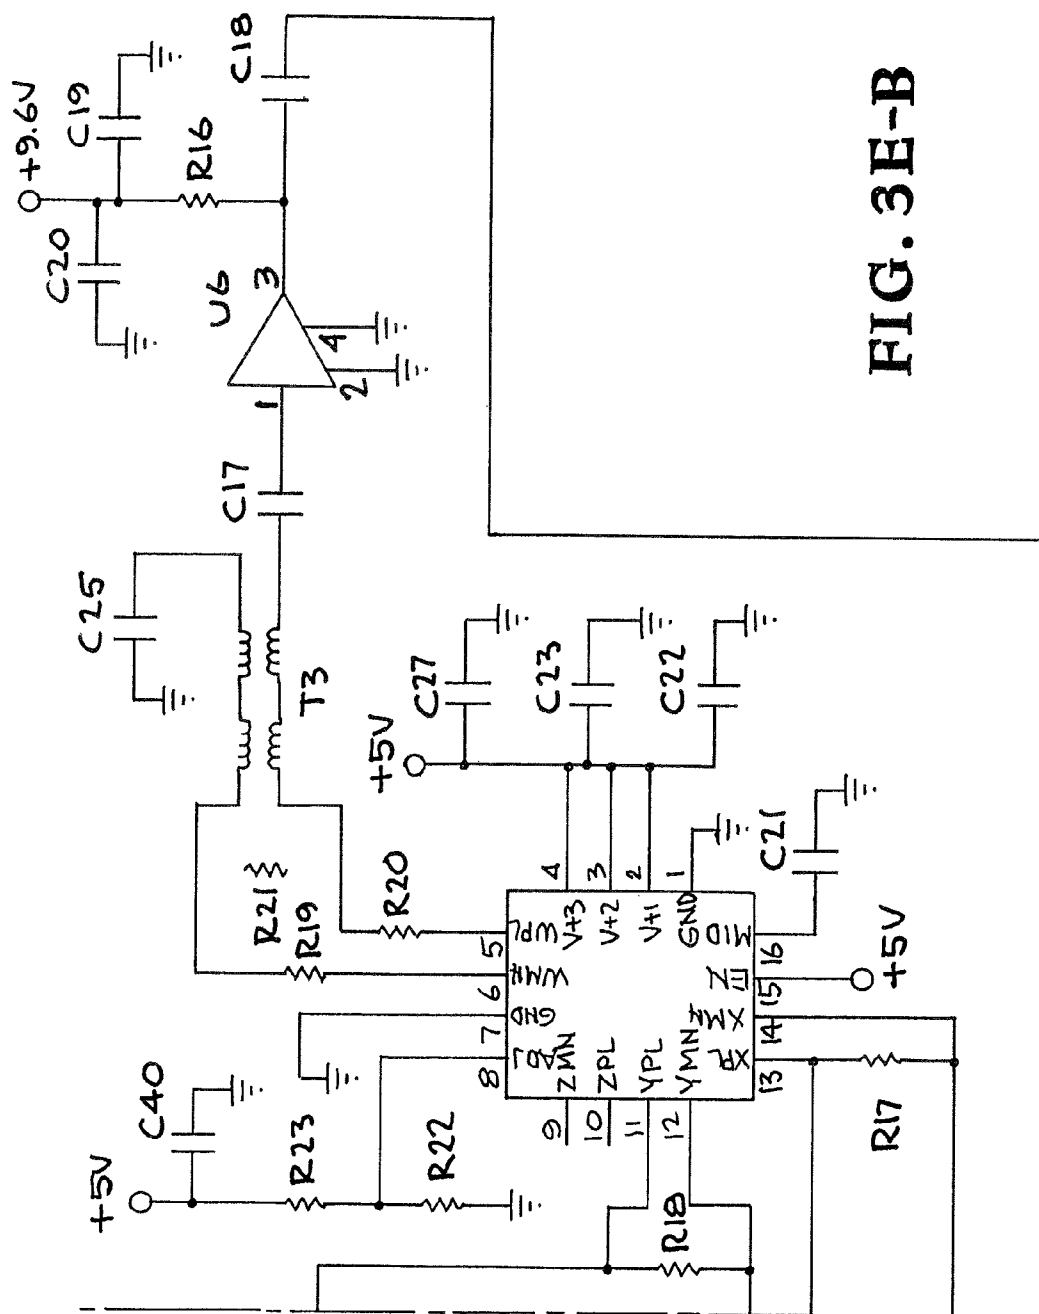 +9.6V
C19
C20
R16
C18
U6
3
4
2
1
C17
C25
T3
+5V
C27
C23
C22
R21
R19
R20
4
3
2
1
V+3
V+2
V+1
GND
5
WPL
6
7
GND
8
ADJ
MID
16
C21
15
+5V
14
13
XPL
ZMN
ZPL
YPL
YMN
9
10
11
12
+5V
C40
R23
R22
R18
R17
FIG. 3E-B